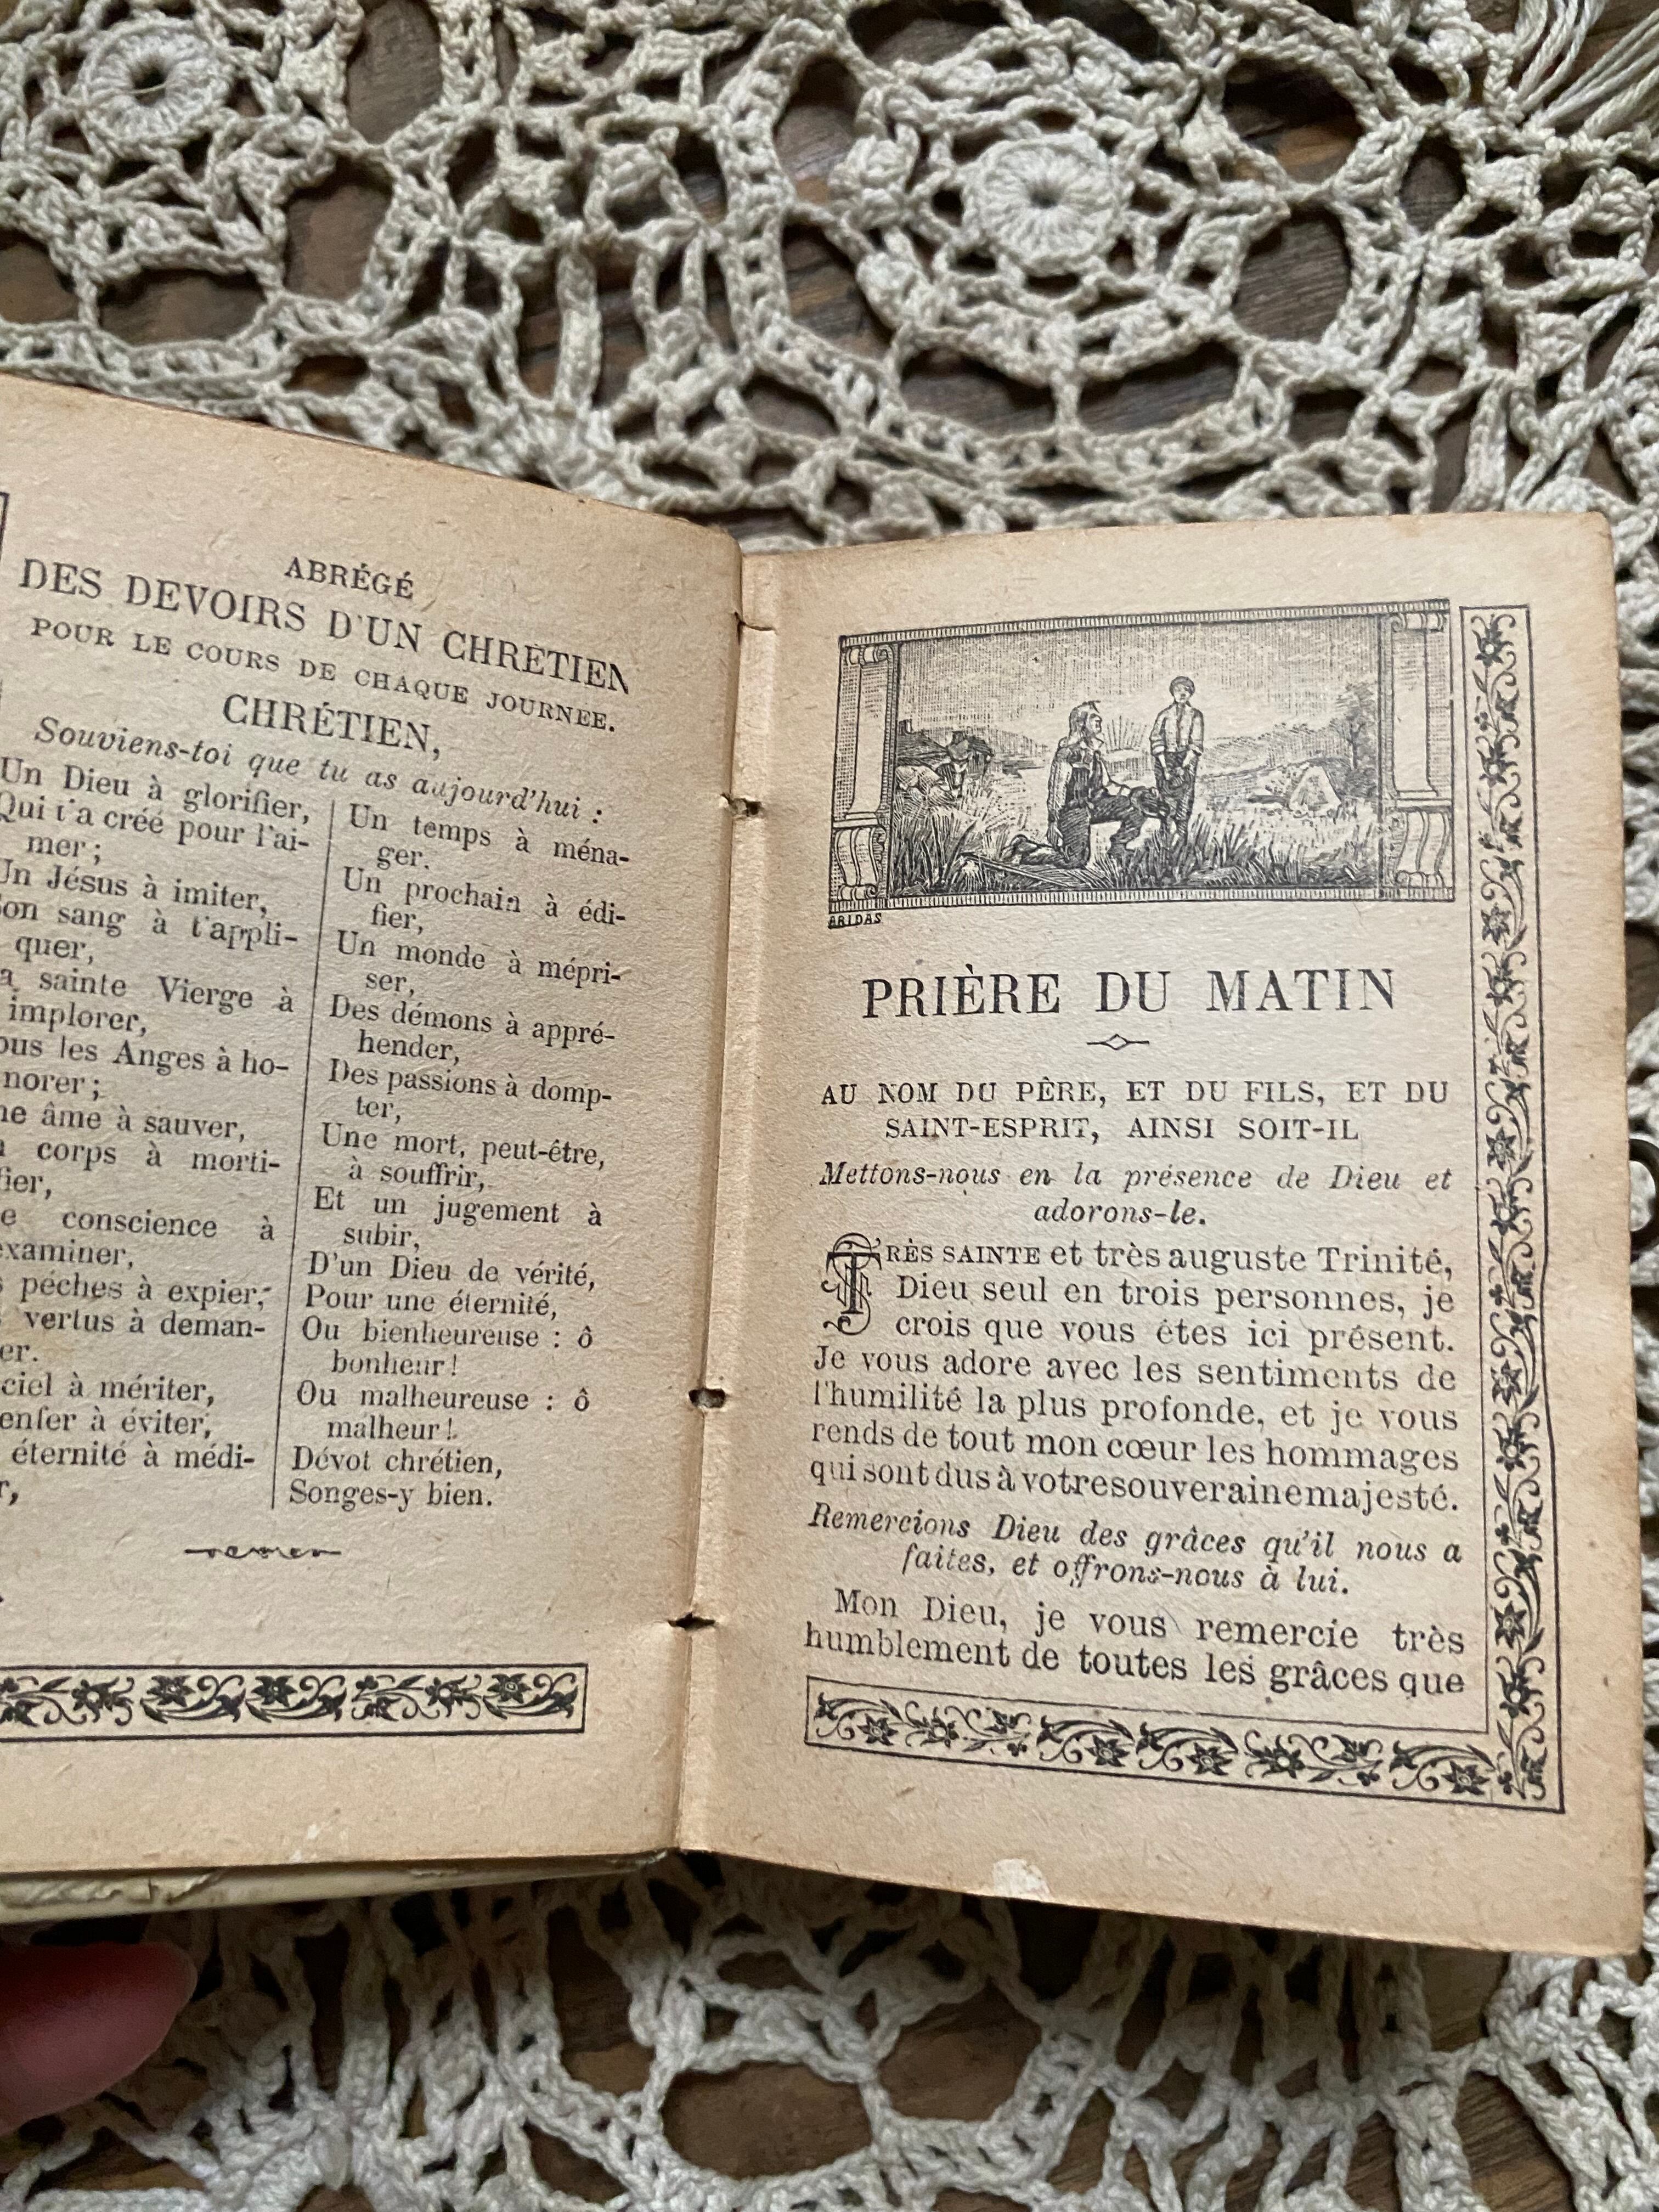 ABRÉGÉ
DES DEVOIRS D'UN CHRÉTIEN
POUR LE COURS DE CHAQUE JOURNÉE.
CHRÉTIEN,
Souviens-toi que tu as aujourd'hui :
Un Dieu à glorifier,
Qui t'a créé pour l'ai-
mer ;
Un Jésus à imiter,
Son sang à t'appli-
quer,
sainte Vierge à
implorer,
les Anges à ho-
norer ;
âme à sauver,
corps à morti-
fier,
conscience à
examiner,
péchés à expier,
vertus à deman-
ciel à mériter,
enfer à éviter,
éternité à médi-
Un temps à ména-
ger.
Un prochain à édi-
fier,
Un monde à mépri-
ser,
Des démons à appré-
hender,
Des passions à domp-
ter,
Une mort, peut-être,
à souffrir,
Et un jugement à
subir,
D'un Dieu de vérité,
Pour une éternité,
Ou bienheureuse : ô
bonheur !
Ou malheureuse : ô
malheur !
Dévot chrétien,
Songes-y bien.
ARIDAS
PRIÈRE DU MATIN
AU NOM DU PÈRE, ET DU FILS, ET DU
SAINT-ESPRIT, AINSI SOIT-IL
Mettons-nous en la présence de Dieu et
adorons-le.
TRÈS SAINTE et très auguste Trinité,
Dieu seul en trois personnes, je
crois que vous êtes ici présent.
Je vous adore avec les sentiments de
l'humilité la plus profonde, et je vous
rends de tout mon cœur les hommages
qui sont dus à votre souveraine majesté.
Remercions Dieu des grâces qu'il nous a
faites, et offrons-nous à lui.
Mon Dieu, je vous remercie très
humblement de toutes les grâces que